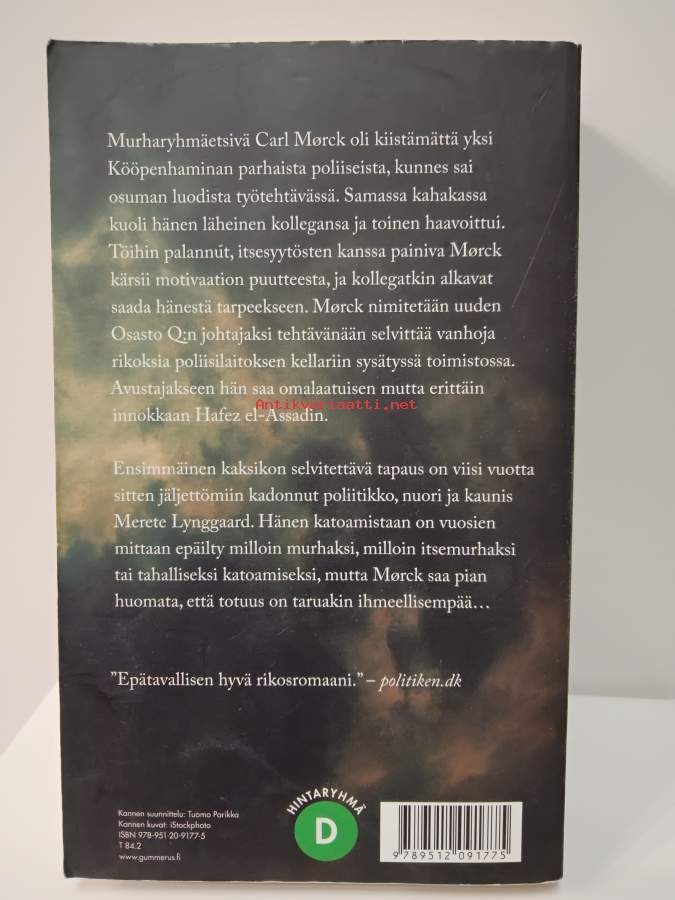 Murharyhmäetsivä Carl Mørck oli kiistämättä yksi
Kööpenhaminan parhaista poliiseista, kunnes sai
osuman luodista työtehtävässä. Samassa kahakassa
kuoli hänen läheinen kollegansa ja toinen haavoittui.
Töihin palannut, itsesyytösten kanssa painiva Mørck
kärsii motivaation puutteesta, ja kollegatkin alkavat
saada hänestä tarpeekseen. Mørck nimitetään uuden
Osasto Q:n johtajaksi tehtävänään selvittää vanhoja
rikoksia poliisilaitoksen kellariin sysätyssä toimistossa.
Avustajakseen hän saa omalaatuisen mutta erittäin
Antikvariaatti.net
innokkaan Hafez el-Assadin.
Ensimmäinen kaksikon selvitettävä tapaus on viisi vuotta
sitten jäljettömiin kadonnut poliitikko, nuori ja kaunis
Merete Lynggaard. Hänen katoamistaan on vuosien
mittaan epäilty milloin murhaksi, milloin itsemurhaksi
tai tahalliseksi katoamiseksi, mutta Mørck saa pian
huomata, että totuus on taruakin ihmeellisempää…
”Epätavallisen hyvä rikosromaani.” – politiken.dk
Kannen suunnittelu: Tuomo Parikka
Kannen kuvat: iStockphoto
ISBN 978-951-20-9177-5
T 84.2
www.gummerus.fi
HINTARYHMÄ
D
9 789512 091775